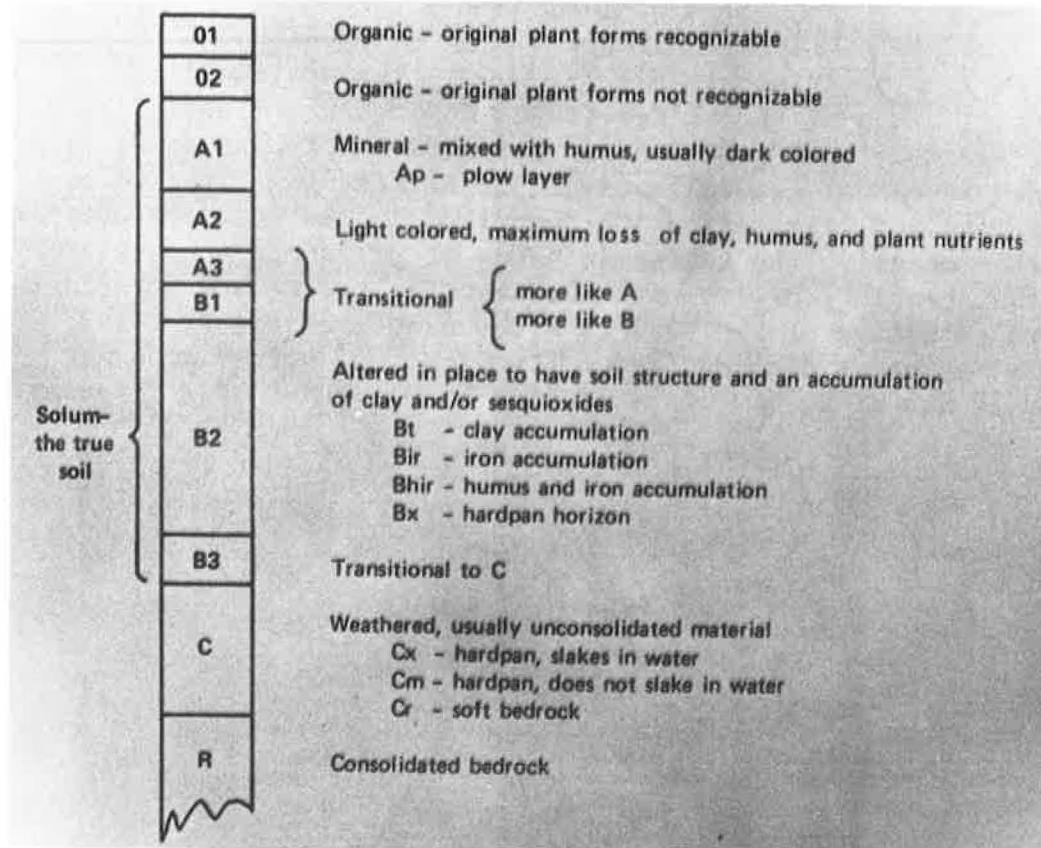 01
Organic - original plant forms recognizable
02
Organic - original plant forms not recognizable
A1
Mineral - mixed with humus, usually dark colored
Ap - plow layer
A2
Light colored, maximum loss of clay, humus, and plant nutrients
A3
B1
Transitional
more like A
more like B
Altered in place to have soil structure and an accumulation
of clay and/or sesquioxides
Solum-
the true
soil
B2
Bt - clay accumulation
Bir - iron accumulation
Bhir - humus and iron accumulation
Bx - hardpan horizon
B3
Transitional to C
C
Weathered, usually unconsolidated material
Cx - hardpan, slakes in water
Cm - hardpan, does not slake in water
Cr - soft bedrock
R
Consolidated bedrock